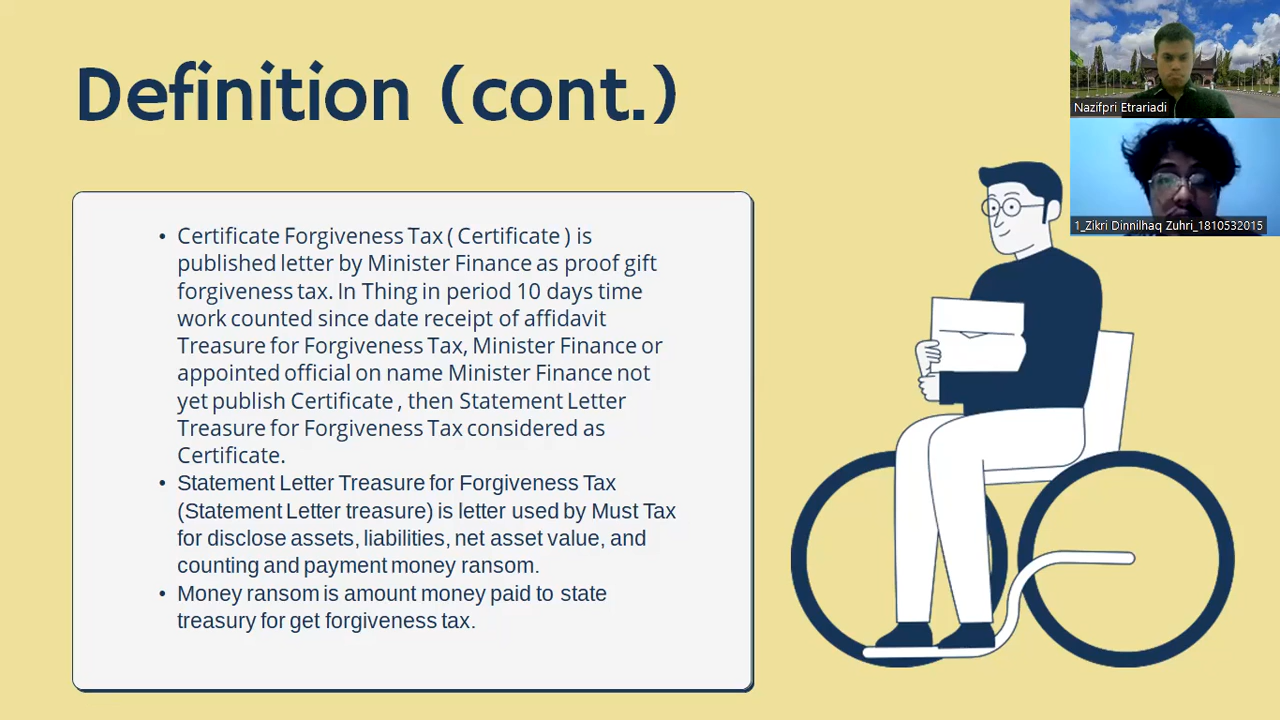 Definition (cont.)
• Certificate Forgiveness Tax ( Certificate ) is
published letter by Minister Finance as proof gift
forgiveness tax. In Thing in period 10 days time
work counted since date receipt of affidavit
Treasure for Forgiveness Tax, Minister Finance or
appointed official on name Minister Finance not
yet publish Certificate , then Statement Letter
Treasure for Forgiveness Tax considered as
Certificate.
• Statement Letter Treasure for Forgiveness Tax
(Statement Letter treasure) is letter used by Must Tax
for disclose assets, liabilities, net asset value, and
counting and payment money ransom.
• Money ransom is amount money paid to state
treasury for get forgiveness tax.
Nazifpri Etrariadi
1_Zikri Dinnilhaq Zuhri_1810532015